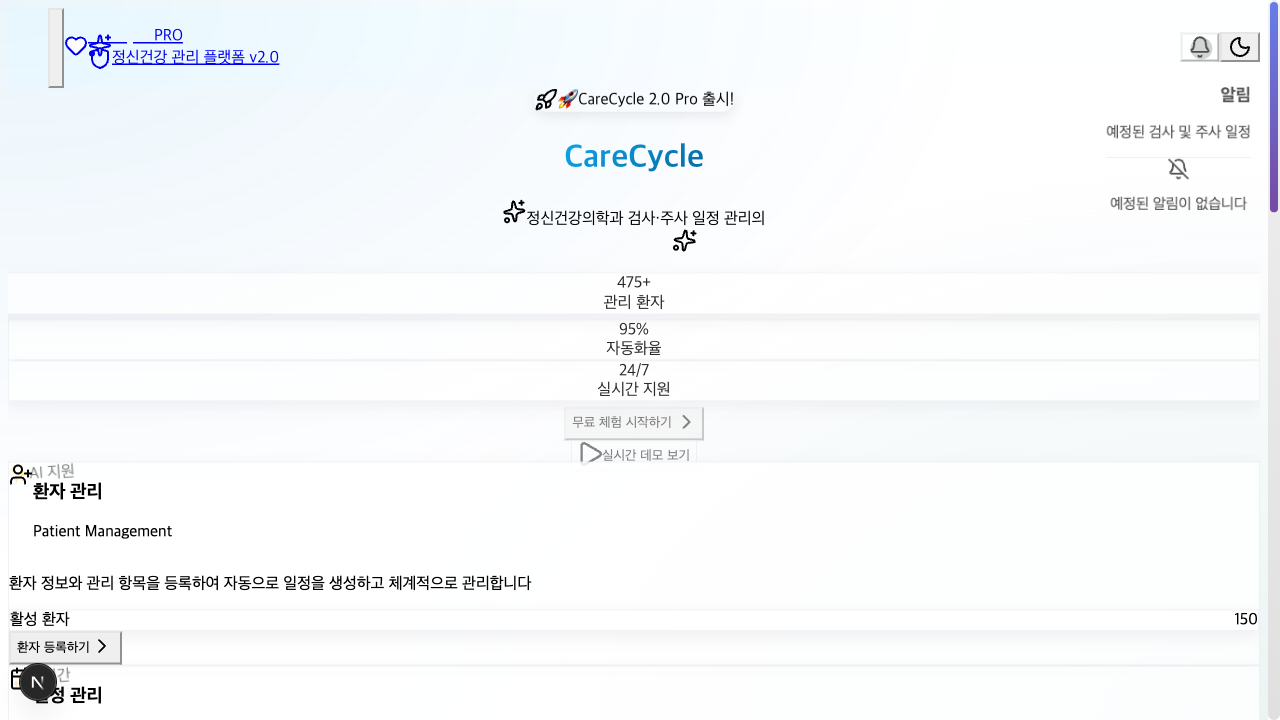 PRO
정신건강 관리 플랫폼 v2.0
🚀CareCycle 2.0 Pro 출시!
알림
예정된 검사 및 주사 일정
예정된 알림이 없습니다
CareCycle
정신건강의학과 검사·주사 일정 관리의
475+
관리 환자
95%
자동화율
24/7
실시간 지원
무료 체험 시작하기
실시간 데모 보기
AI 지원
환자 관리
Patient Management
환자 정보와 관리 항목을 등록하여 자동으로 일정을 생성하고 체계적으로 관리합니다
활성 환자 150
환자 등록하기
관리
N